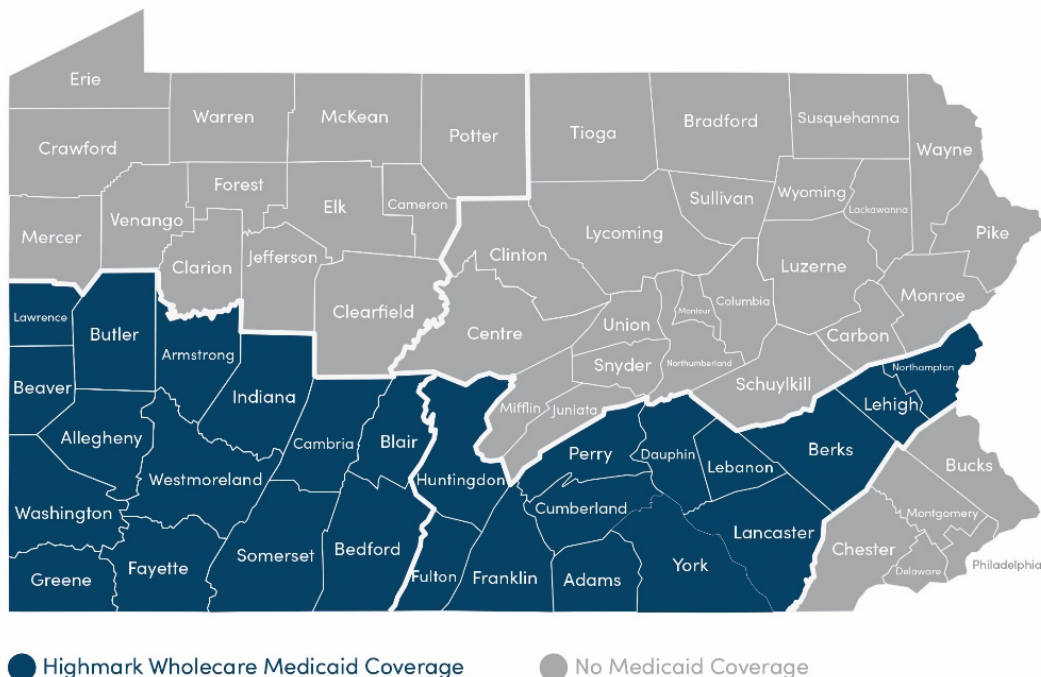 Erie
Warren
McKean
Potter
Tioga
Bradford
Susquehanna
Wayne
Crawford
Forest
Elk
Cameron
Sullivan
Wyoming
Lackawanna
Pike
Mercer
Venango
Clarion
Jefferson
Clinton
Lycoming
Luzerne
Monroe
Clearfield
Centre
Union
Montour
Columbia
Carbon
Snyder
Northumberland
Schuylkill
Mifflin
Juniata
Lawrence
Butler
Armstrong
Indiana
Northampton
Lehigh
Beaver
Allegheny
Westmoreland
Cambria
Blair
Huntingdon
Perry
Dauphin
Lebanon
Berks
Bucks
Washington
Cumberland
Lancaster
Montgomery
Greene
Fayette
Somerset
Bedford
Fulton
Franklin
Adams
York
Chester
Delaware
Philadelphia
Highmark Wholecare Medicaid Coverage
No Medicaid Coverage